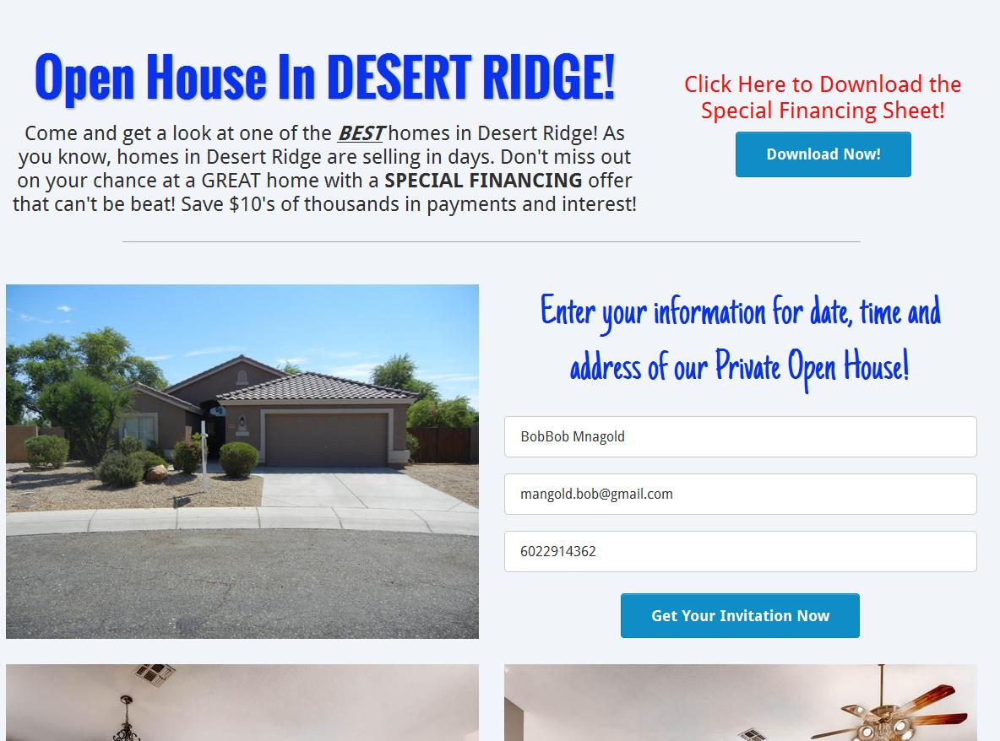 Open House In DESERT RIDGE!
Come and get a look at one of the BEST homes in Desert Ridge! As
you know, homes in Desert Ridge are selling in days. Don't miss out
on your chance at a GREAT home with a SPECIAL FINANCING offer
that can't be beat! Save $10's of thousands in payments and interest!
Click Here to Download the
Special Financing Sheet!
Download Now!
Enter your information for date, time and
address of our Private Open House!
BobBob Mnagold
mangold.bob@gmail.com
6022914362
Get Your Invitation Now